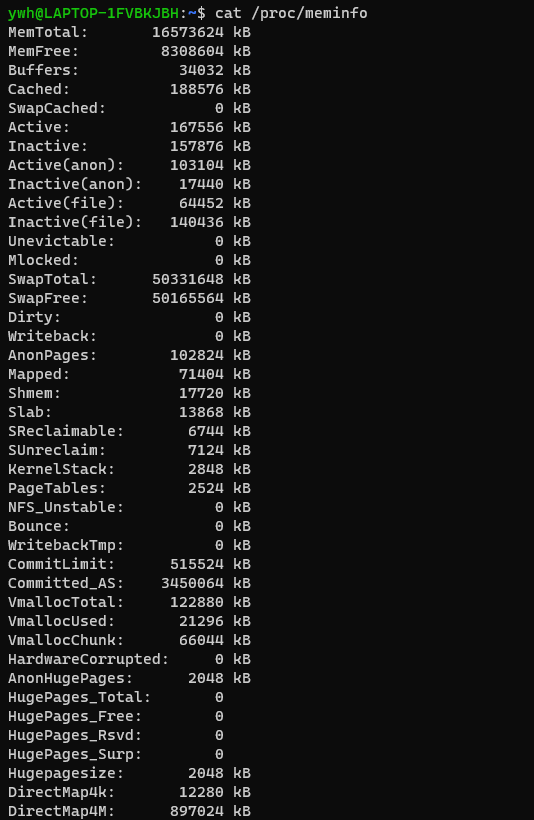 ywh@LAPTOP-1FVBKJBH:~$ cat /proc/meminfo
MemTotal:       16573624 kB
MemFree:         8308604 kB
Buffers:           34032 kB
Cached:           188576 kB
SwapCached:            0 kB
Active:           167556 kB
Inactive:         157876 kB
Active(anon):     103104 kB
Inactive(anon):    17440 kB
Active(file):      64452 kB
Inactive(file):   140436 kB
Unevictable:           0 kB
Mlocked:               0 kB
SwapTotal:      50331648 kB
SwapFree:       50165564 kB
Dirty:                 0 kB
Writeback:             0 kB
AnonPages:        102824 kB
Mapped:            71404 kB
Shmem:             17720 kB
Slab:              13868 kB
SReclaimable:       6744 kB
SUnreclaim:         7124 kB
KernelStack:        2848 kB
PageTables:         2524 kB
NFS_Unstable:          0 kB
Bounce:                0 kB
WritebackTmp:          0 kB
CommitLimit:      515524 kB
Committed_AS:    3450064 kB
VmallocTotal:     122880 kB
VmallocUsed:       21296 kB
VmallocChunk:      66044 kB
HardwareCorrupted:     0 kB
AnonHugePages:      2048 kB
HugePages_Total:       0
HugePages_Free:        0
HugePages_Rsvd:        0
HugePages_Surp:        0
Hugepagesize:       2048 kB
DirectMap4k:       12280 kB
DirectMap4M:      897024 kB